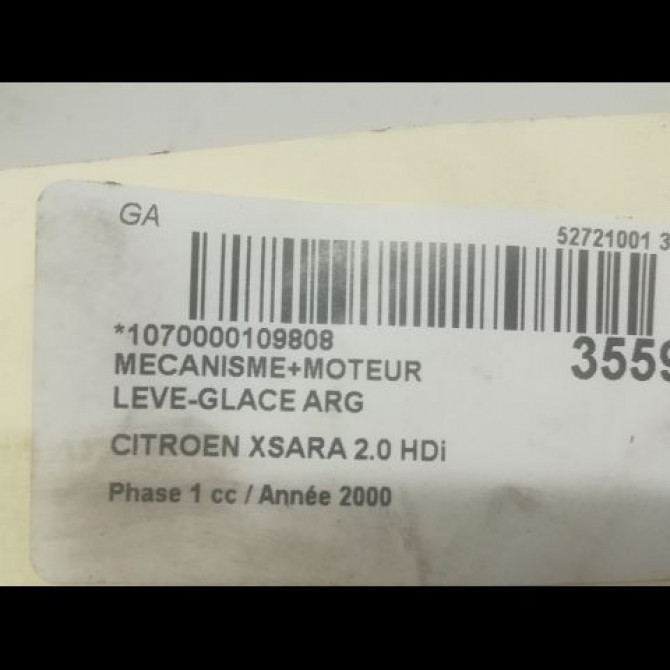 GA
52721001 3
*1070000109808
3559
MECANISME+MOTEUR
LEVE-GLACE ARG
CITROEN XSARA 2.0 HDi
Phase 1 cc / Année 2000